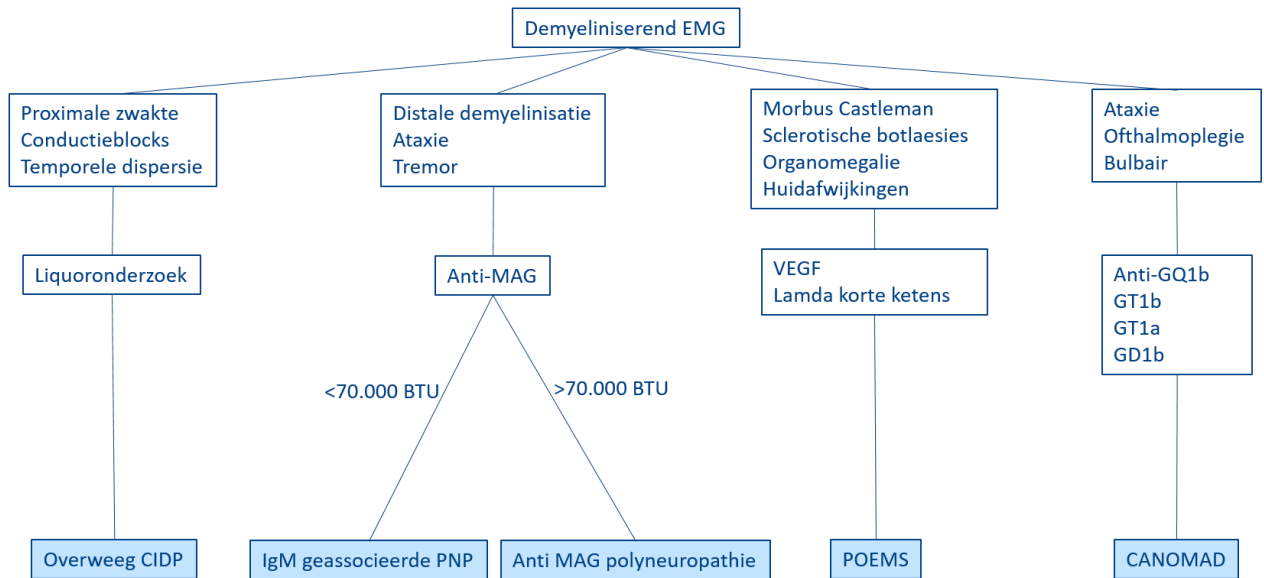 Demyeliniserend EMG
Proximale zwakte
Conductieblocks
Temporele dispersie
Distale demyelinisatie
Ataxie
Tremor
Morbus Castleman
Sclerotische botlaesies
Organomegalie
Huidafwijkingen
Ataxie
Ofthalmoplegie
Bulbair
Liquoronderzoek
Anti-MAG
VEGF
Lamda korte ketens
Anti-GQ1b
GT1b
GT1a
GD1b
<70.000 BTU
>70.000 BTU
Overweeg CIDP
IgM geassocieerde PNP
Anti MAG polyneuropathie
POEMS
CANOMAD